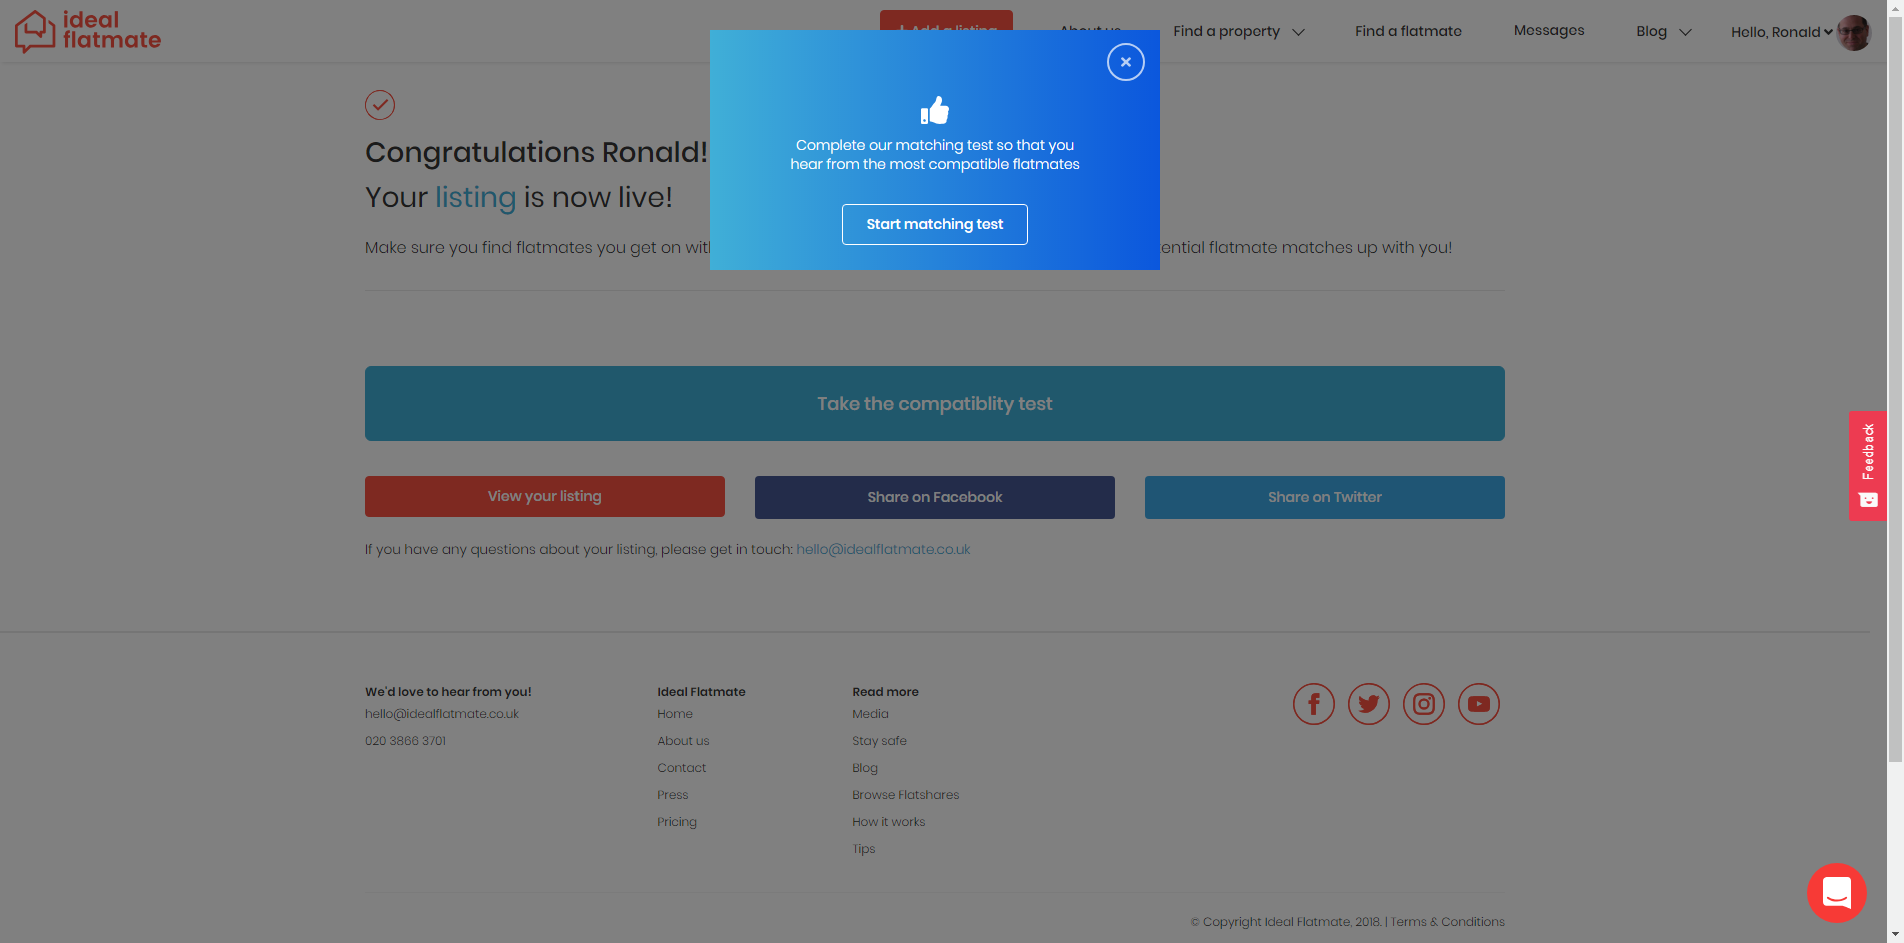 ideal
flatmate
Add a listing
About us
Find a property
Find a flatmate
Messages
Blog
Hello, Ronald
Complete our matching test so that you
hear from the most compatible flatmates
Start matching test
Congratulations Ronald!
Your listing is now live!
Make sure you find flatmates you get on wit
ential flatmate matches up with you!
Take the compatiblity test
View your listing
Share on Facebook
Share on Twitter
If you have any questions about your listing, please get in touch: hello@idealflatmate.co.uk
Feedback
We'd love to hear from you!
hello@idealflatmate.co.uk
020 3866 3701
Ideal Flatmate
Home
About us
Contact
Press
Pricing
Read more
Media
Stay safe
Blog
Browse Flatshares
How it works
Tips
© Copyright Ideal Flatmate, 2018. | Terms & Conditions